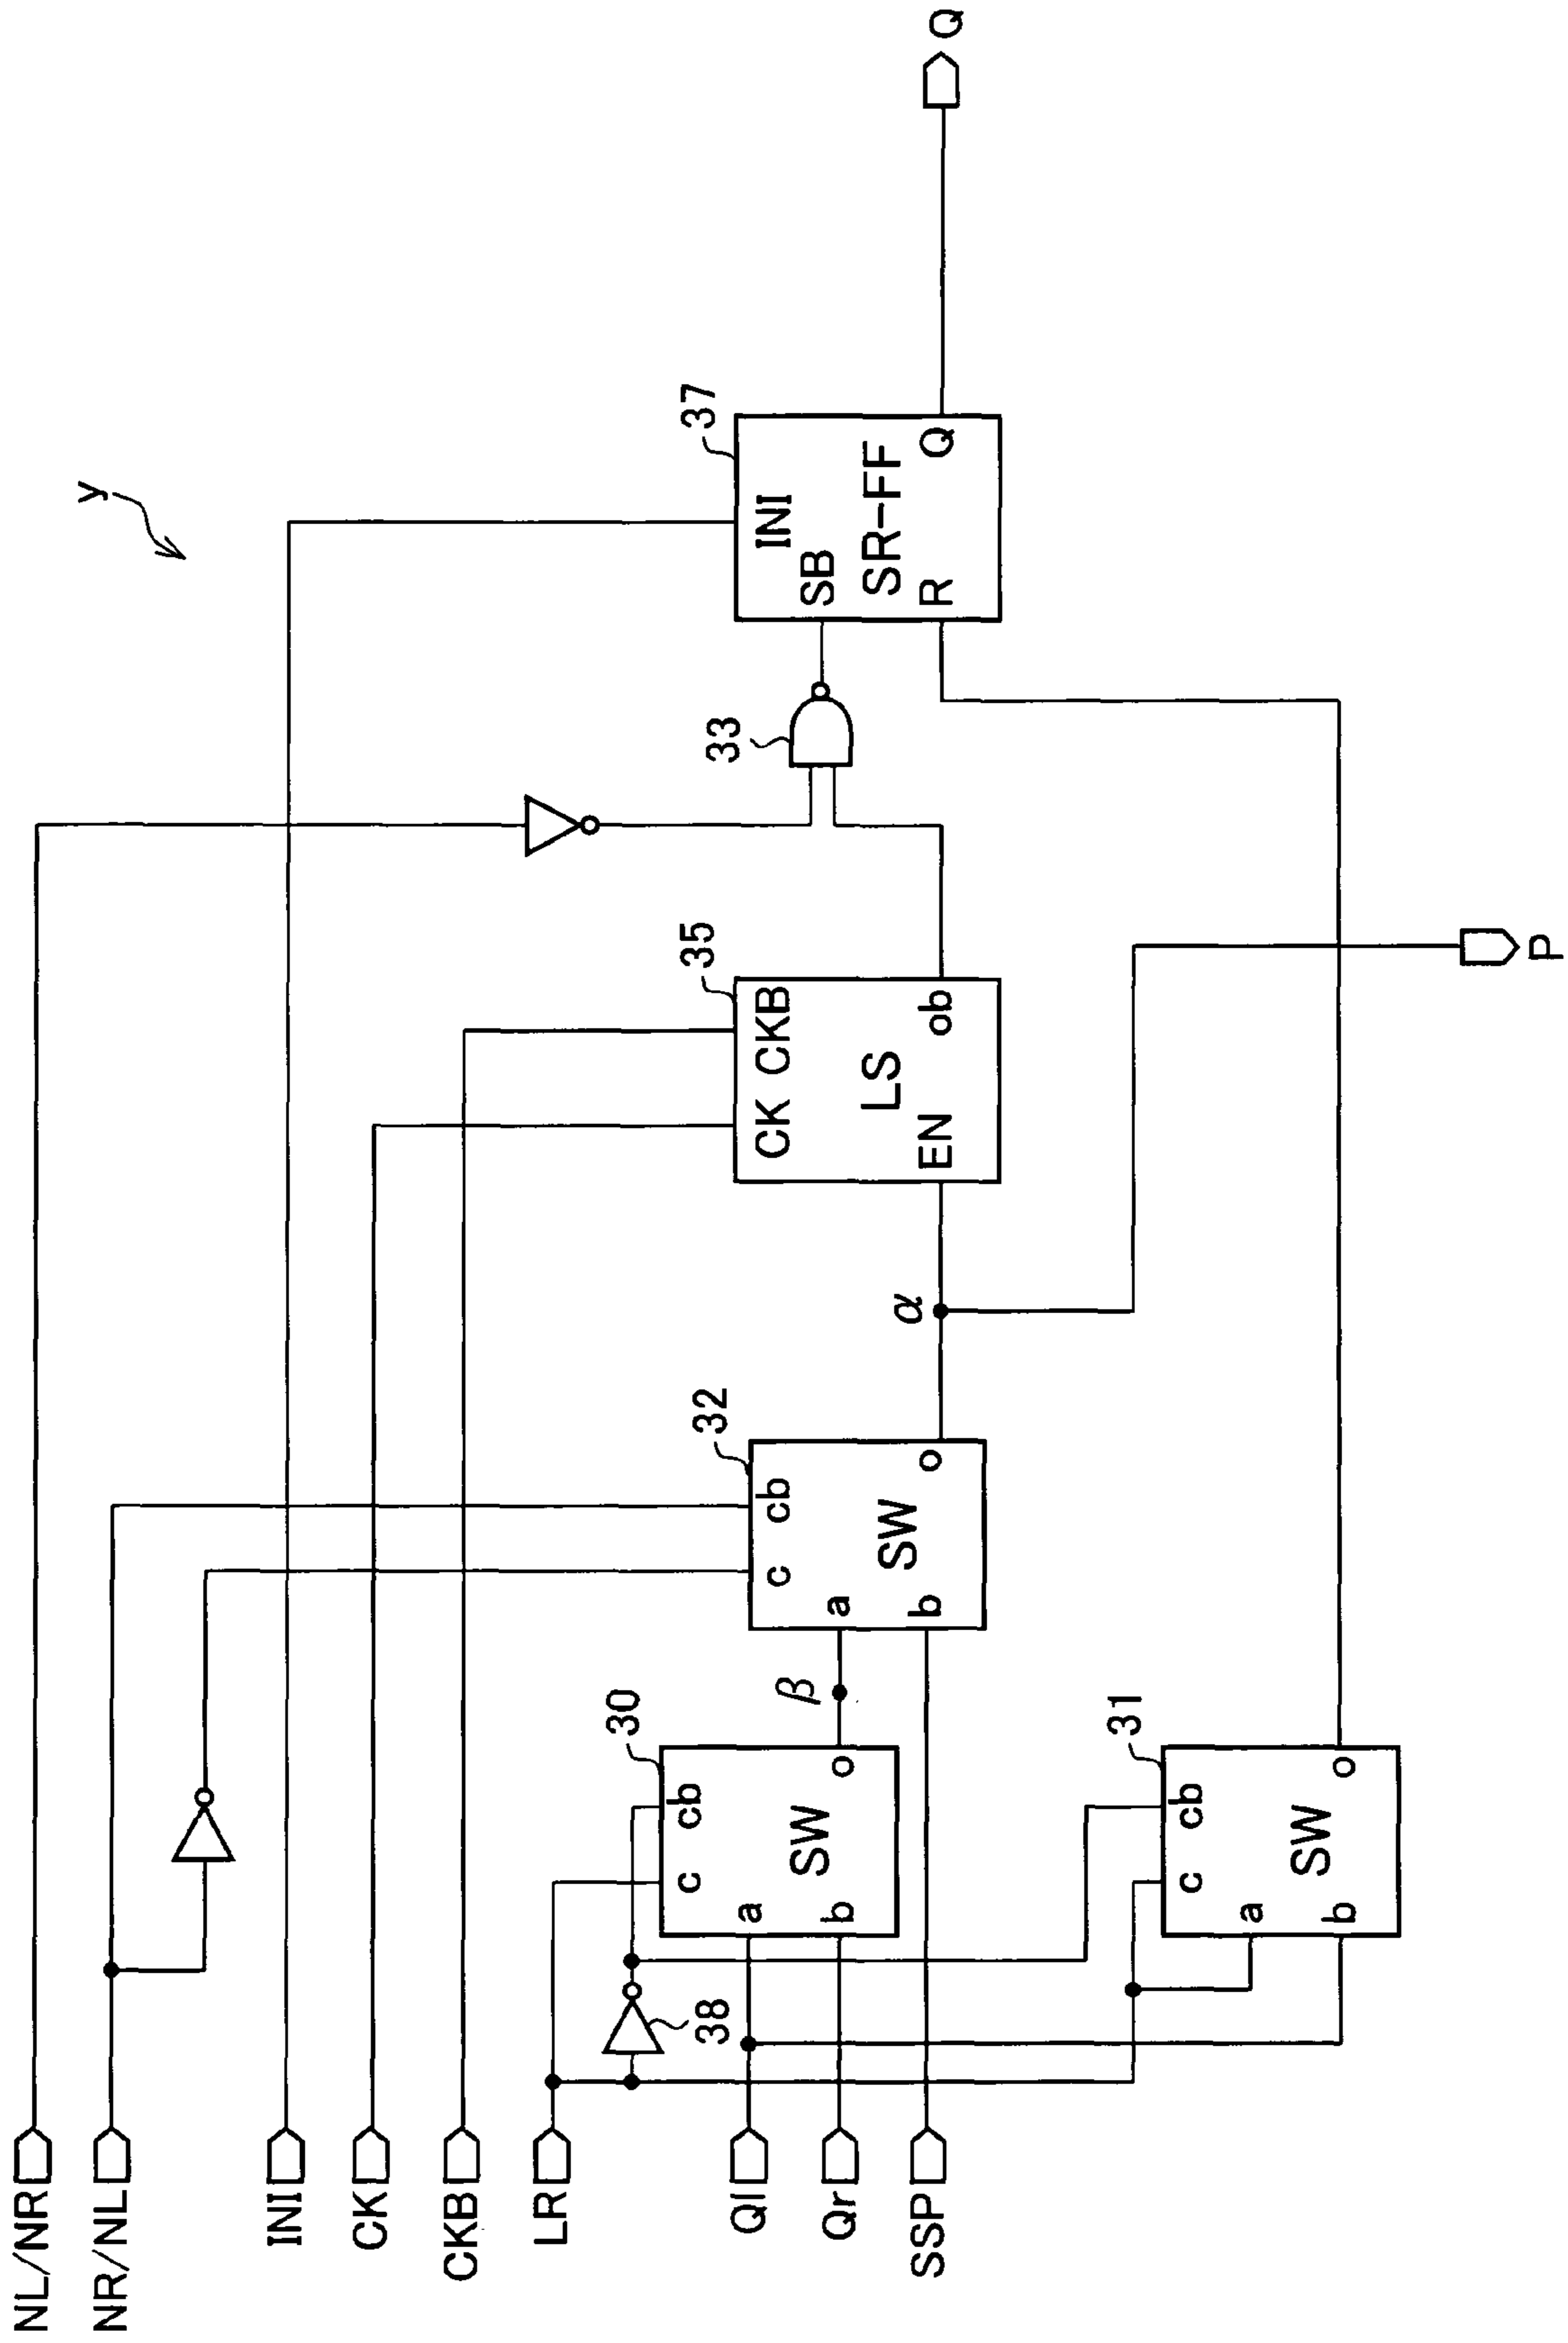 y
NL/NR
NR/NL
INI
CK
CKB
LR
Ql
Qr
SSP
38
30
c cb
a
b
SW
o
β
31
c cb
a
b
SW
o
32
c cb
a
b
SW
o
α
35
CK CKB
LS
EN
ob
P
33
37
INI
SB
SR-FF
R
Q
Q